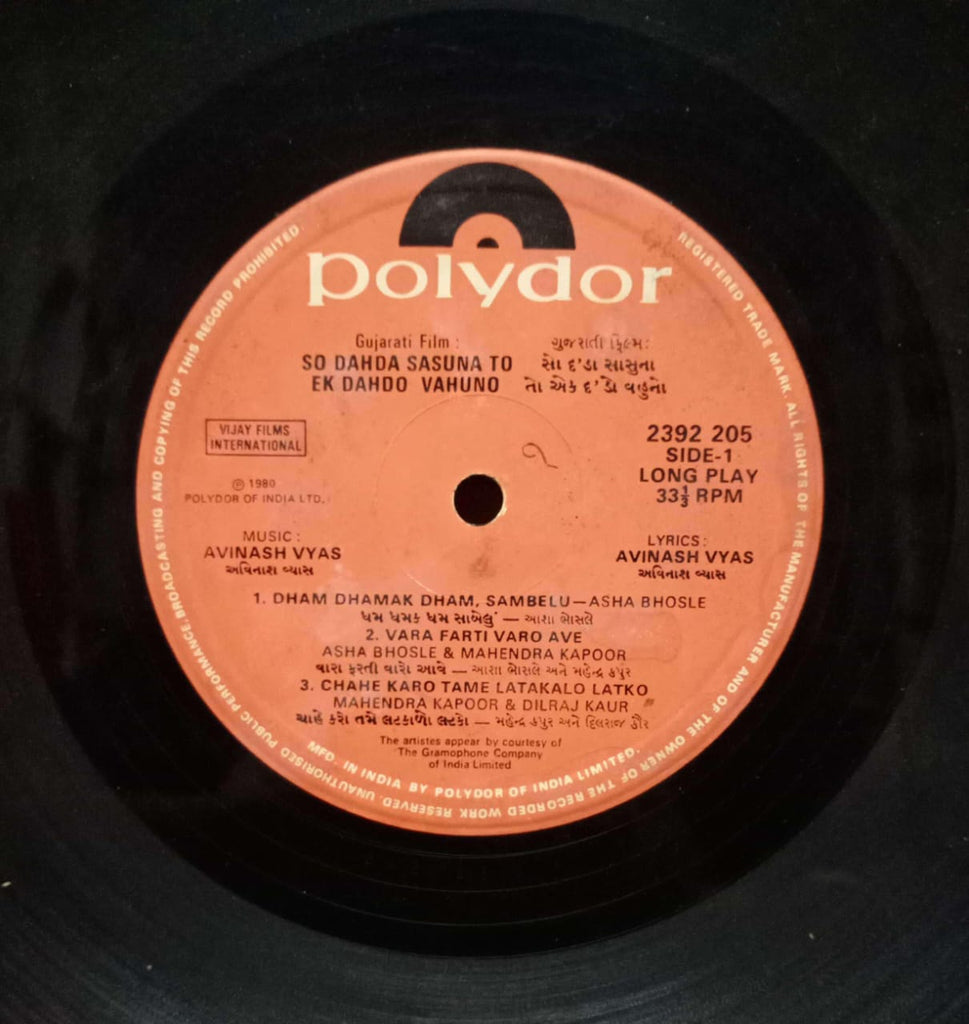 polydor
Gujarati Film :
SO DAHDA SASUNA TO
EK DAHDO VAHUNO
ગુજરાતી ફિલ્મ:
સો દ'ડા સાસુના
તો એક દ'ડો વહુનો
VIJAY FILMS
INTERNATIONAL
2392 205
SIDE-1
LONG PLAY
33⅓ RPM
૧
℗ 1980
POLYDOR OF INDIA LTD.
MUSIC :
AVINASH VYAS
અવિનાશ વ્યાસ
LYRICS :
AVINASH VYAS
અવિનાશ વ્યાસ
1. DHAM DHAMAK DHAM, SAMBELU—ASHA BHOSLE
ધમ ધમક ધમ સાંબેલું — આશા ભોસલે
2. VARA FARTI VARO AVE
ASHA BHOSLE & MAHENDRA KAPOOR
વારા ફરતી વારો આવે — આશા ભોસલે અને મહેન્દ્ર કપુર
3. CHAHE KARO TAME LATAKALO LATKO
MAHENDRA KAPOOR & DILRAJ KAUR
ચાહે કરો તમે લટકાળો લટકો — મહેન્દ્ર કપુર અને દિલરાજ કૌર
The artistes appear by courtesy of
The Gramophone Company
of India Limited
MFD. IN INDIA BY POLYDOR OF INDIA LIMITED.
REGISTERED TRADE MARK. ALL RIGHTS OF THE MANUFACTURER AND OF THE OWNER OF THE RECORDED WORK RESERVED. UNAUTHORISED PUBLIC PERFORMANCE, BROADCASTING AND COPYING OF THIS RECORD PROHIBITED.